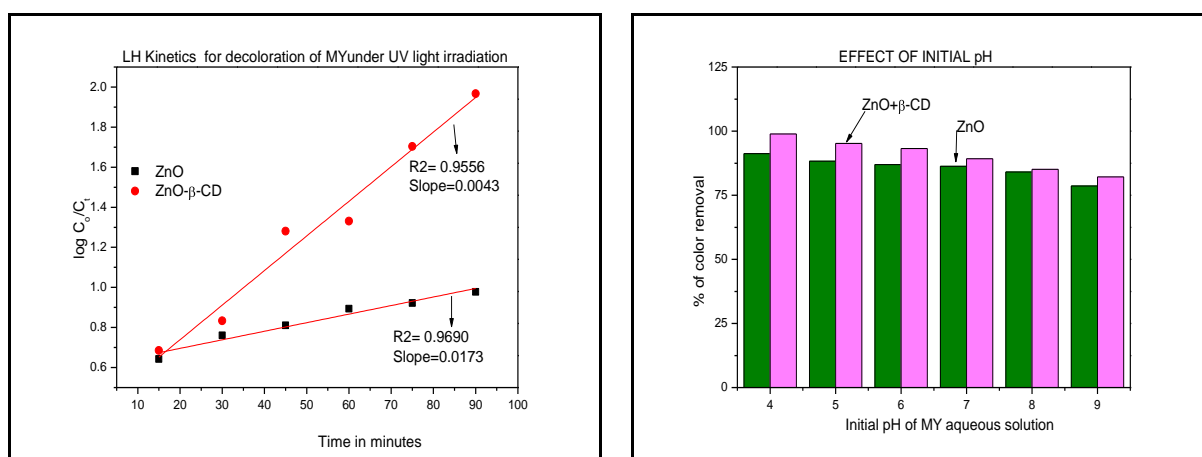 LH Kinetics for decoloration of MYunder UV light irradiation
2.0
1.8
1.6
1.4
1.2
1.0
0.8
0.6
log C₀/Cₜ
ZnO
ZnO-β-CD
R2= 0.9556
Slope=0.0043
R2= 0.9690
Slope=0.0173
10 20 30 40 50 60 70 80 90 100
Time in minutes
EFFECT OF INITIAL pH
125
100
75
50
25
0
% of color removal
ZnO+β-CD
ZnO
4 5 6 7 8 9
Initial pH of MY aqueous solution